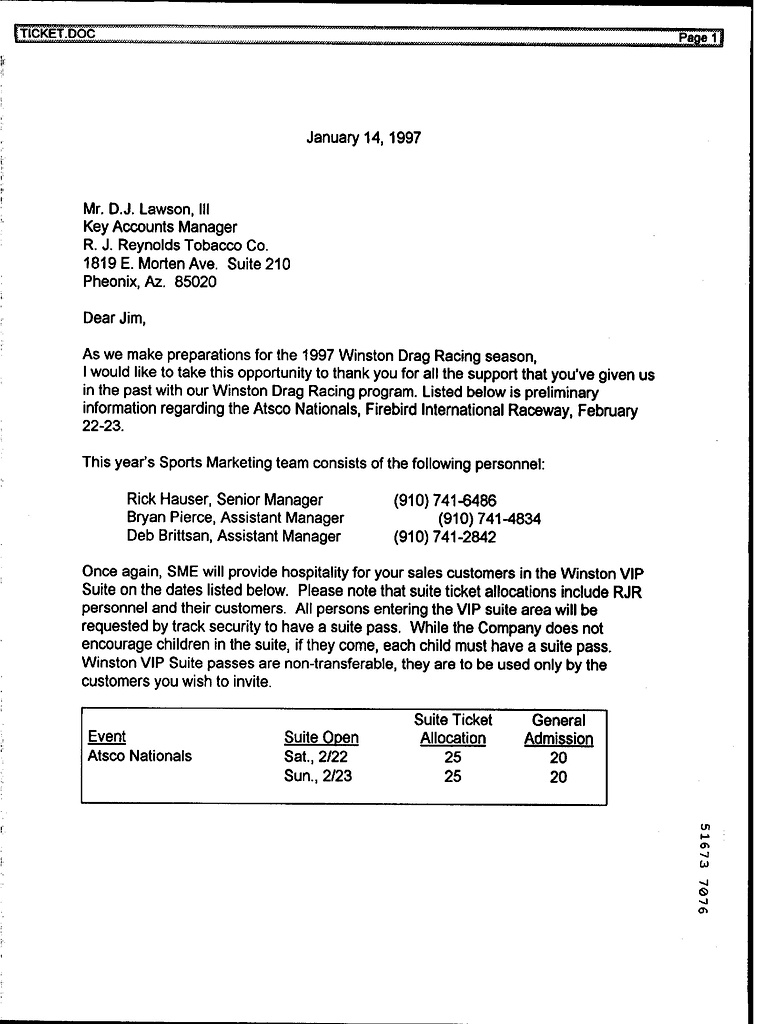 TICKET.DOC Page 1
January 14, 1997
Mr. D.J. Lawson, III
Key Accounts Manager
R. J. Reynolds Tobacco Co.
1819 E. Morten Ave. Suite 210
Pheonix, Az. 85020
Dear Jim,
As we make preparations for the 1997 Winston Drag Racing season,
I would like to take this opportunity to thank you for all the support that you've given us
in the past with our Winston Drag Racing program. Listed below is preliminary
information regarding the Atsco Nationals, Firebird International Raceway, February
22-23.
This year's Sports Marketing team consists of the following personnel:
Rick Hauser, Senior Manager (910) 741-6486
Bryan Pierce, Assistant Manager (910) 741-4834
Deb Brittsan, Assistant Manager (910) 741-2842
Once again, SME will provide hospitality for your sales customers in the Winston VIP
Suite on the dates listed below. Please note that suite ticket allocations include RJR
personnel and their customers. All persons entering the VIP suite area will be
requested by track security to have a suite pass. While the Company does not
encourage children in the suite, if they come, each child must have a suite pass.
Winston VIP Suite passes are non-transferable, they are to be used only by the
customers you wish to invite.
Suite Ticket General
Event Suite Open Allocation Admission
Atsco Nationals Sat., 2/22 25 20
Sun., 2/23 25 20
51673 7076